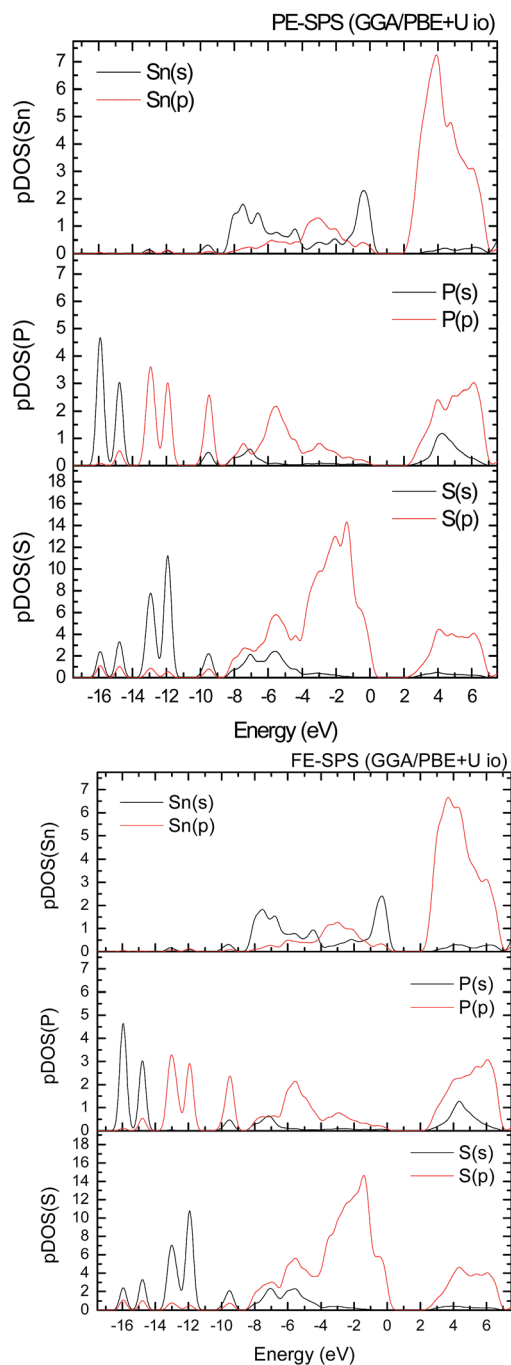 PE-SPS (GGA/PBE+U io)
Sn(s)
Sn(p)
pDOS(Sn)
7
6
5
4
3
2
1
0
P(s)
P(p)
pDOS(P)
7
6
5
4
3
2
1
0
S(s)
S(p)
pDOS(S)
18
16
14
12
10
8
6
4
2
0
-16 -14 -12 -10 -8 -6 -4 -2 0 2 4 6
Energy (eV)
FE-SPS (GGA/PBE+U io)
Sn(s)
Sn(p)
pDOS(Sn)
7
6
5
4
3
2
1
0
P(s)
P(p)
pDOS(P)
7
6
5
4
3
2
1
0
S(s)
S(p)
pDOS(S)
18
16
14
12
10
8
6
4
2
0
-16 -14 -12 -10 -8 -6 -4 -2 0 2 4 6
Energy (eV)